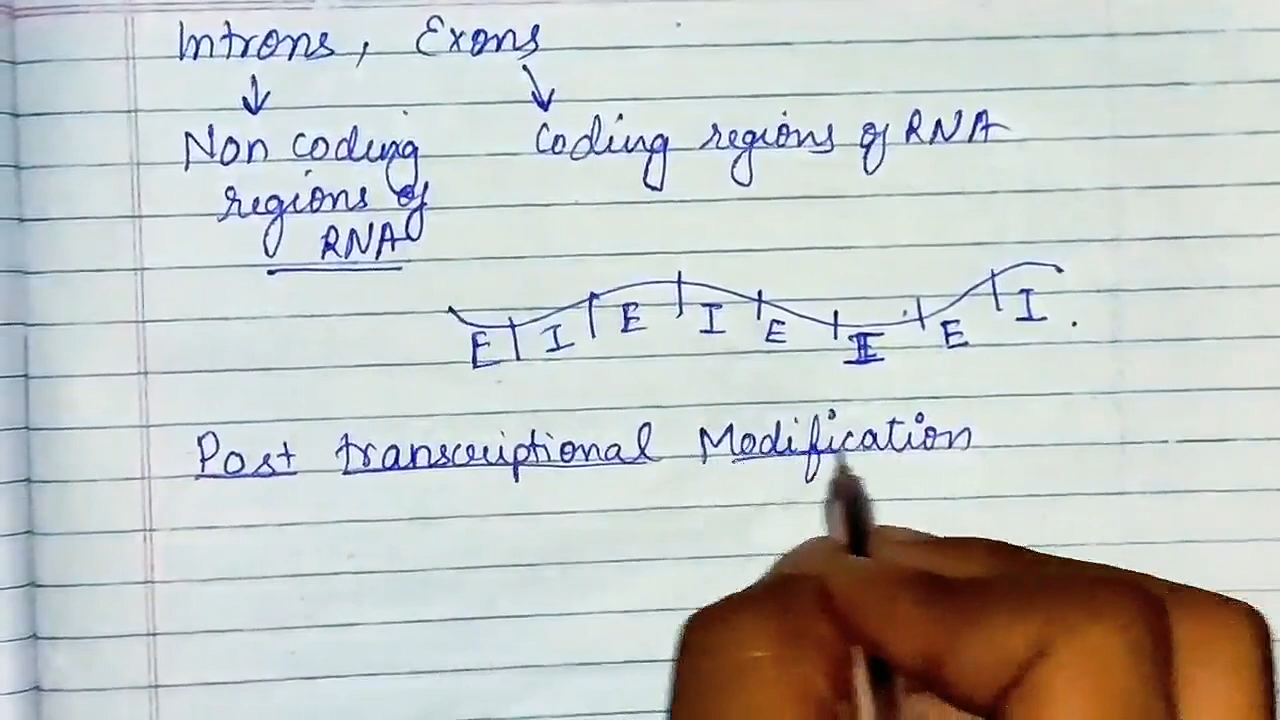 Introns, Exons
Non coding
regions of
RNA
Coding regions of RNA
E I E I E I E I .
Post transcriptional Modification